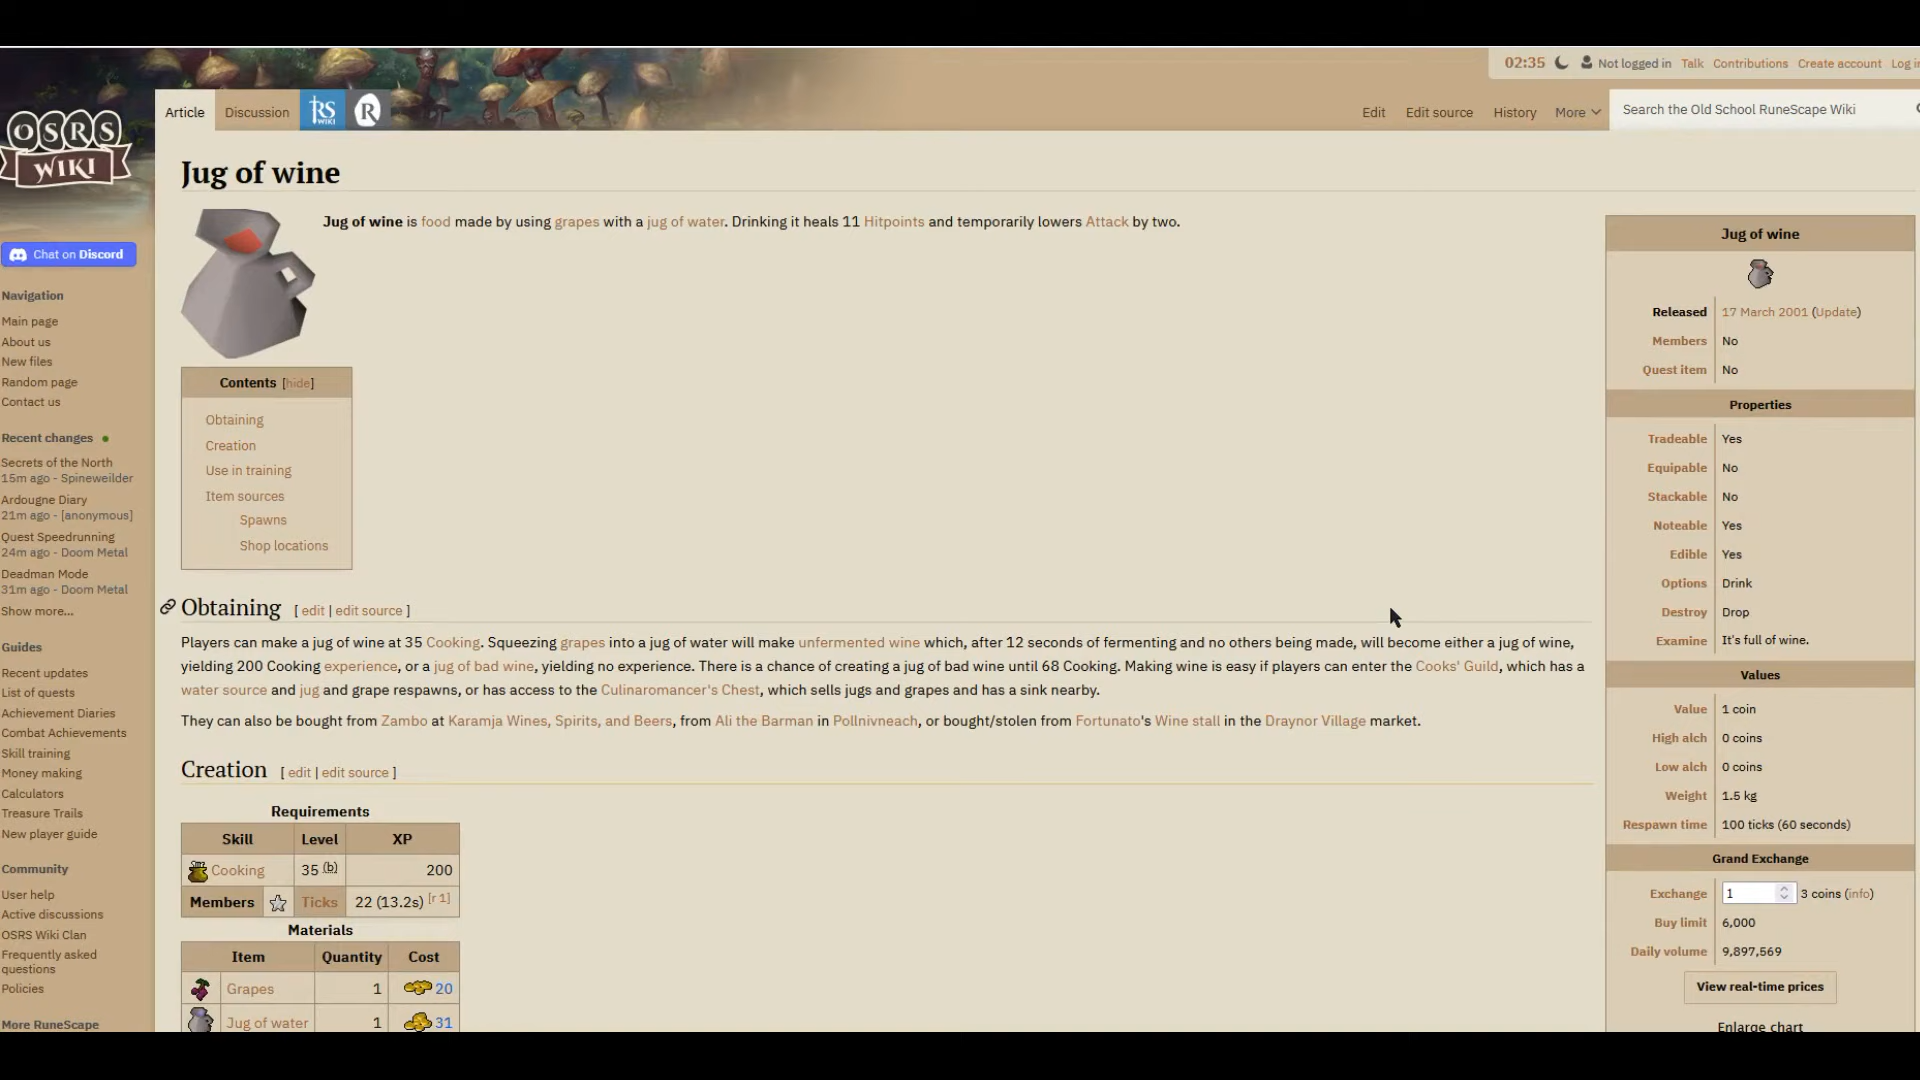 02:35 Not logged in Talk Contributions Create account Log in
OSRS
WIKI
Article Discussion RS WIKI R Edit Edit source History More Search the Old School RuneScape Wiki
Jug of wine
Jug of wine is food made by using grapes with a jug of water. Drinking it heals 11 Hitpoints and temporarily lowers Attack by two.
Contents [hide]
Obtaining
Creation
Use in training
Item sources
Spawns
Shop locations
Obtaining [ edit | edit source ]
Players can make a jug of wine at 35 Cooking. Squeezing grapes into a jug of water will make unfermented wine which, after 12 seconds of fermenting and no others being made, will become either a jug of wine,
yielding 200 Cooking experience, or a jug of bad wine, yielding no experience. There is a chance of creating a jug of bad wine until 68 Cooking. Making wine is easy if players can enter the Cooks' Guild, which has a
water source and jug and grape respawns, or has access to the Culinaromancer's Chest, which sells jugs and grapes and has a sink nearby.
They can also be bought from Zambo at Karamja Wines, Spirits, and Beers, from Ali the Barman in Pollnivneach, or bought/stolen from Fortunato's Wine stall in the Draynor Village market.
Creation [ edit | edit source ]
Requirements
Skill Level XP
Cooking 35 (b) 200
Members Ticks 22 (13.2s) [r 1]
Materials
Item Quantity Cost
Grapes 1 20
Jug of water 1 31
Chat on Discord
Navigation
Main page
About us
New files
Random page
Contact us
Recent changes
Secrets of the North
15m ago - Spineweilder
Ardougne Diary
21m ago - [anonymous]
Quest Speedrunning
24m ago - Doom Metal
Deadman Mode
31m ago - Doom Metal
Show more...
Guides
Recent updates
List of quests
Achievement Diaries
Combat Achievements
Skill training
Money making
Calculators
Treasure Trails
New player guide
Community
User help
Active discussions
OSRS Wiki Clan
Frequently asked
questions
Policies
More RuneScape
Jug of wine
Released 17 March 2001 (Update)
Members No
Quest item No
Properties
Tradeable Yes
Equipable No
Stackable No
Noteable Yes
Edible Yes
Options Drink
Destroy Drop
Examine It's full of wine.
Values
Value 1 coin
High alch 0 coins
Low alch 0 coins
Weight 1.5 kg
Respawn time 100 ticks (60 seconds)
Grand Exchange
Exchange 1 3 coins (info)
Buy limit 6,000
Daily volume 9,897,569
View real-time prices
Enlarge chart